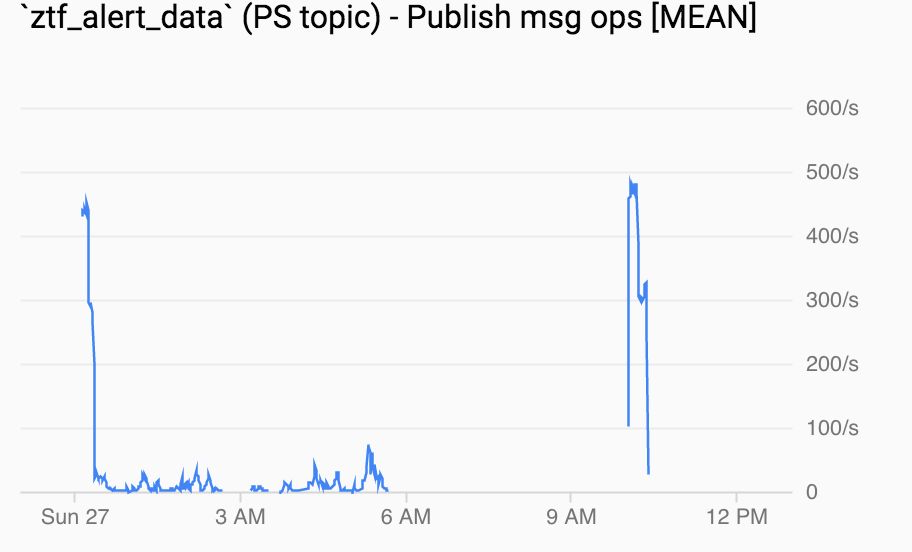 `ztf_alert_data` (PS topic) - Publish msg ops [MEAN]
600/s
500/s
400/s
300/s
200/s
100/s
0
Sun 27 3 AM 6 AM 9 AM 12 PM